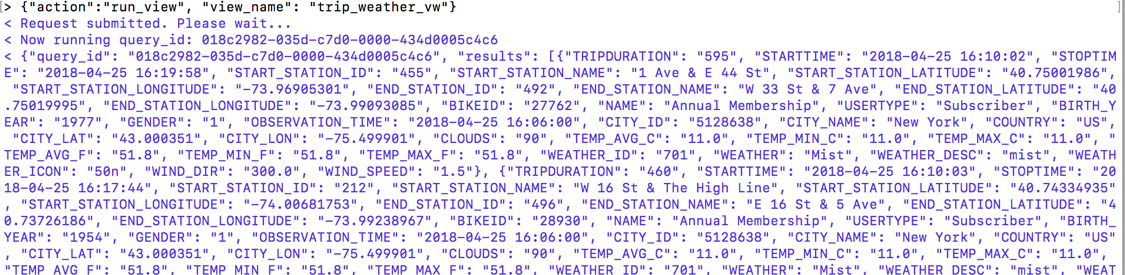 [> {"action":"run_view", "view_name": "trip_weather_vw"}
< Request submitted. Please wait...
< Now running query_id: 018c2982-035d-c7d0-0000-434d0005c4c6
< {"query_id": "018c2982-035d-c7d0-0000-434d0005c4c6", "results": [{"TRIPDURATION": "595", "STARTTIME": "2018-04-25 16:10:02", "STOPTIM
E": "2018-04-25 16:19:58", "START_STATION_ID": "455", "START_STATION_NAME": "1 Ave & E 44 St", "START_STATION_LATITUDE": "40.75001986",
 "START_STATION_LONGITUDE": "-73.96905301", "END_STATION_ID": "492", "END_STATION_NAME": "W 33 St & 7 Ave", "END_STATION_LATITUDE": "40
.75019995", "END_STATION_LONGITUDE": "-73.99093085", "BIKEID": "27762", "NAME": "Annual Membership", "USERTYPE": "Subscriber", "BIRTH_Y
EAR": "1977", "GENDER": "1", "OBSERVATION_TIME": "2018-04-25 16:06:00", "CITY_ID": "5128638", "CITY_NAME": "New York", "COUNTRY": "US",
 "CITY_LAT": "43.000351", "CITY_LON": "-75.499901", "CLOUDS": "90", "TEMP_AVG_C": "11.0", "TEMP_MIN_C": "11.0", "TEMP_MAX_C": "11.0", "
TEMP_AVG_F": "51.8", "TEMP_MIN_F": "51.8", "TEMP_MAX_F": "51.8", "WEATHER_ID": "701", "WEATHER": "Mist", "WEATHER_DESC": "mist", "WEATH
ER_ICON": "50n", "WIND_DIR": "300.0", "WIND_SPEED": "1.5"}, {"TRIPDURATION": "460", "STARTTIME": "2018-04-25 16:10:03", "STOPTIME": "20
18-04-25 16:17:44", "START_STATION_ID": "212", "START_STATION_NAME": "W 16 St & The High Line", "START_STATION_LATITUDE": "40.74334935"
, "START_STATION_LONGITUDE": "-74.00681753", "END_STATION_ID": "496", "END_STATION_NAME": "E 16 St & 5 Ave", "END_STATION_LATITUDE": "4
0.73726186", "END_STATION_LONGITUDE": "-73.99238967", "BIKEID": "28930", "NAME": "Annual Membership", "USERTYPE": "Subscriber", "BIRTH_
YEAR": "1954", "GENDER": "1", "OBSERVATION_TIME": "2018-04-25 16:06:00", "CITY_ID": "5128638", "CITY_NAME": "New York", "COUNTRY": "US"
, "CITY_LAT": "43.000351", "CITY_LON": "-75.499901", "CLOUDS": "90", "TEMP_AVG_C": "11.0", "TEMP_MIN_C": "11.0", "TEMP_MAX_C": "11.0",
"TEMP_AVG_F": "51.8", "TEMP_MIN_F": "51.8", "TEMP_MAX_F": "51.8", "WEATHER_ID": "701", "WEATHER": "Mist", "WEATHER_DESC": "mist", "WEAT